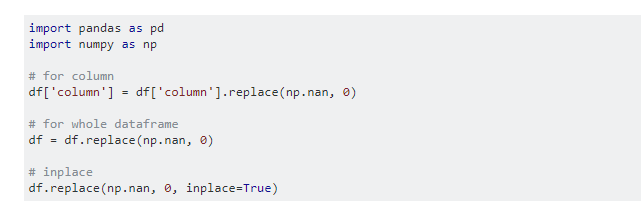 import pandas as pd
import numpy as np
# for column
df['column'] = df['column'].replace(np.nan, 0)
# for whole dataframe
df = df.replace(np.nan, 0)
# inplace
df.replace(np.nan, 0, inplace=True)